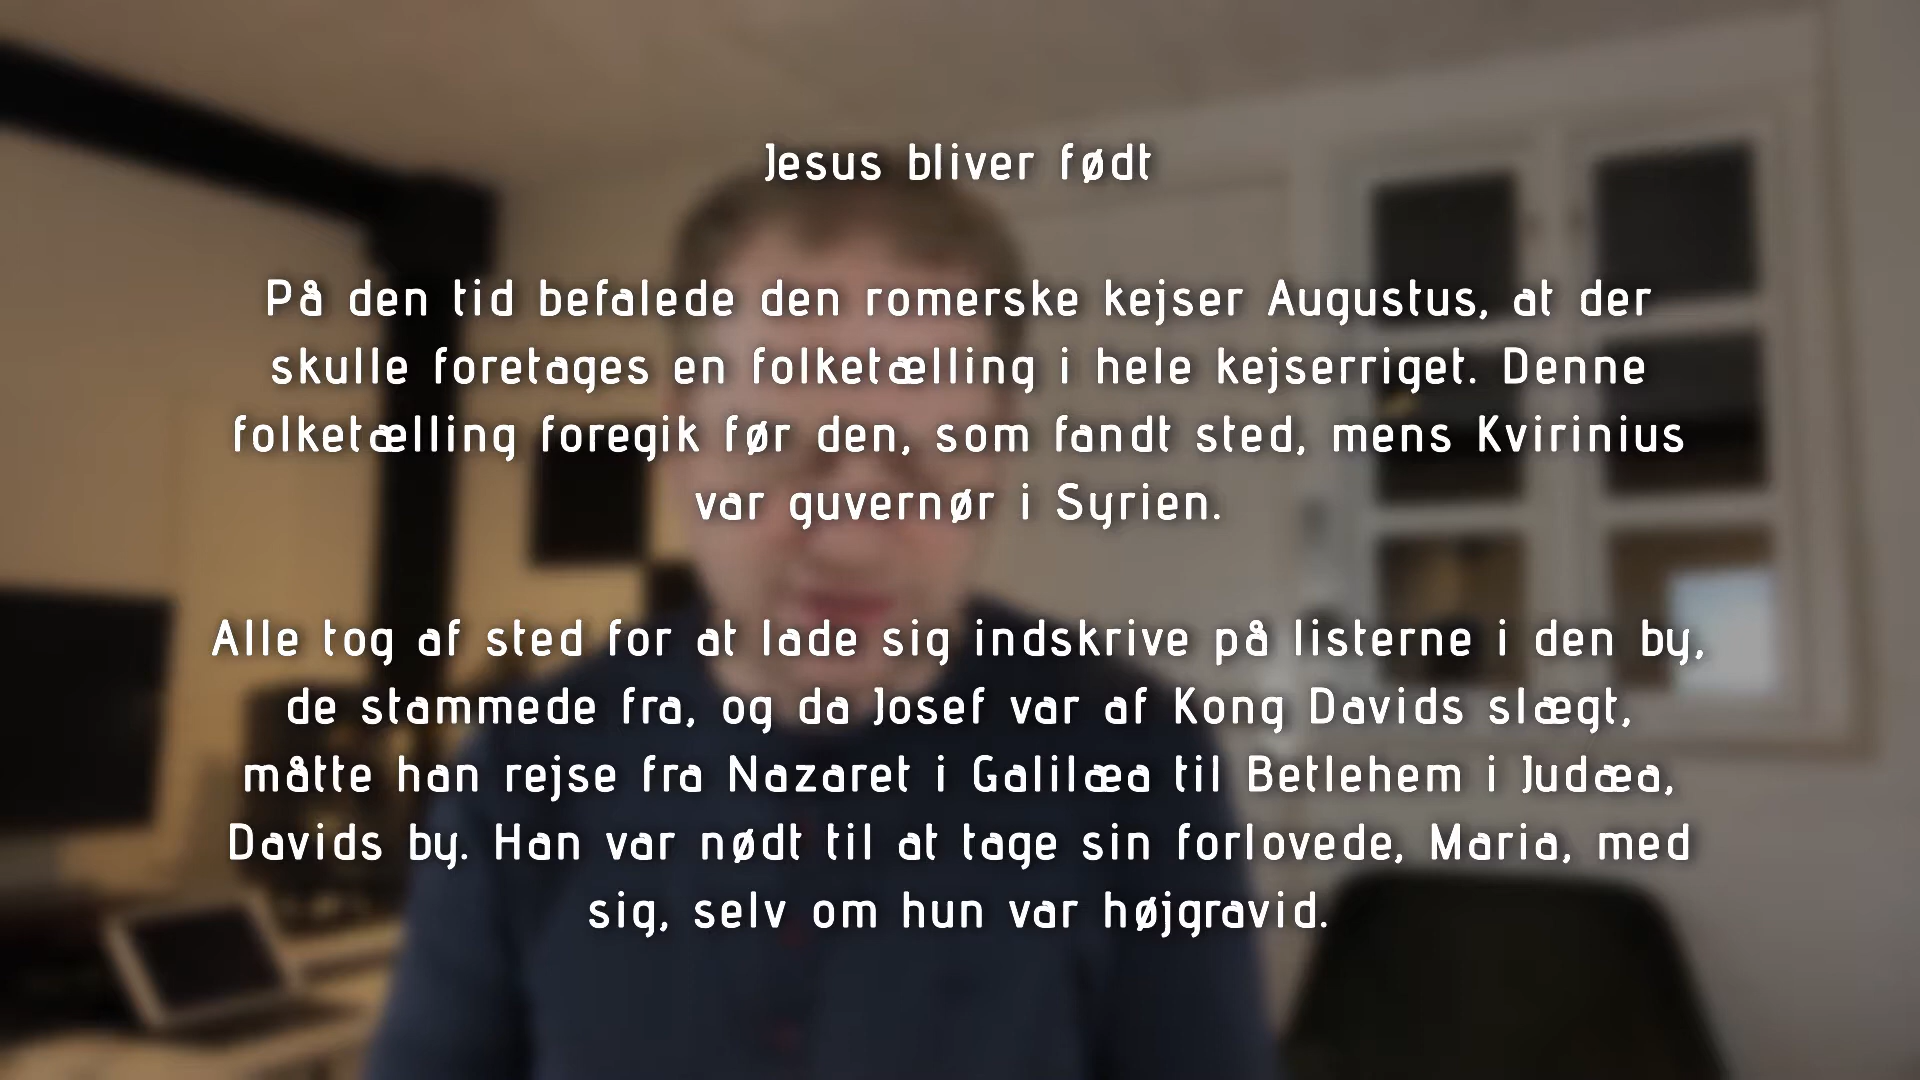 Jesus bliver født
På den tid befalede den romerske kejser Augustus, at der
skulle foretages en folketælling i hele kejserriget. Denne
folketælling foregik før den, som fandt sted, mens Kvirinius
var guvernør i Syrien.
Alle tog af sted for at lade sig indskrive på listerne i den by,
de stammede fra, og da Josef var af Kong Davids slægt,
måtte han rejse fra Nazaret i Galilæa til Betlehem i Judæa,
Davids by. Han var nødt til at tage sin forlovede, Maria, med
sig, selv om hun var højgravid.